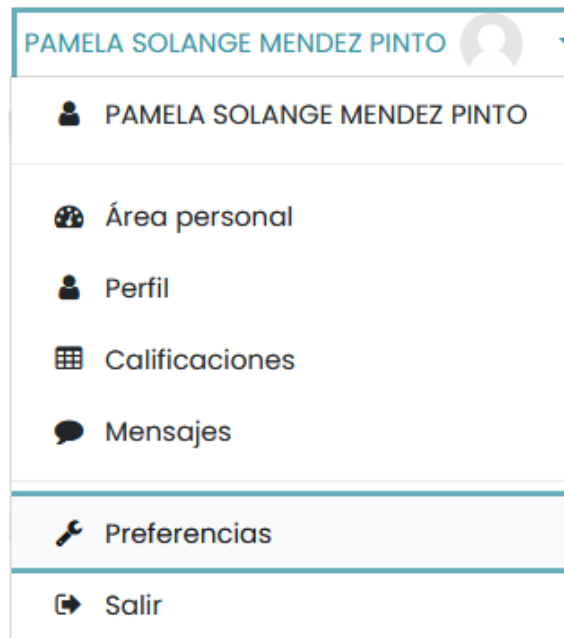 PAMELA SOLANGE MENDEZ PINTO
PAMELA SOLANGE MENDEZ PINTO
Área personal
Perfil
Calificaciones
Mensajes
Preferencias
Salir